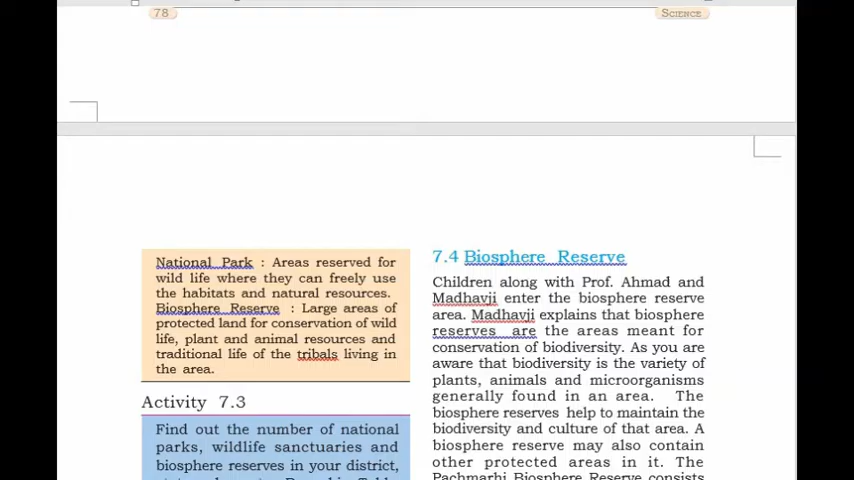 78
SCIENCE
National Park : Areas reserved for
wild life where they can freely use
the habitats and natural resources.
Biosphere Reserve : Large areas of
protected land for conservation of wild
life, plant and animal resources and
traditional life of the tribals living in
the area.
Activity 7.3
Find out the number of national
parks, wildlife sanctuaries and
biosphere reserves in your district,
7.4 Biosphere Reserve
Children along with Prof. Ahmad and
Madhavji enter the biosphere reserve
area. Madhavji explains that biosphere
reserves are the areas meant for
conservation of biodiversity. As you are
aware that biodiversity is the variety of
plants, animals and microorganisms
generally found in an area. The
biosphere reserves help to maintain the
biodiversity and culture of that area. A
biosphere reserve may also contain
other protected areas in it. The
Pachmarhi Biosphere Reserve consists